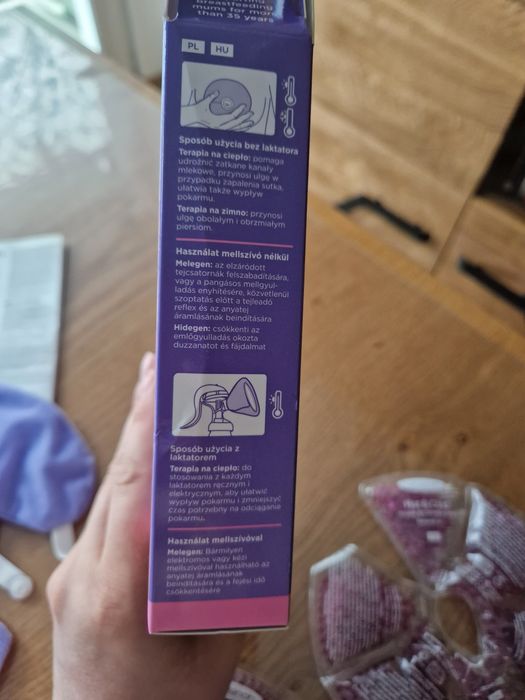 breastfeeding
mums for more
than 35 years
PL HU
Sposób użycia bez laktatora
Terapia na ciepło: pomaga
udrożnić zatkane kanały
mlekowe, przynosi ulgę w
przypadku zapalenia sutka,
ułatwia także wypływ
pokarmu.
Terapia na zimno: przynosi
ulgę obolałym i obrzmiałym
piersiom.
Használat mellszívó nélkül
Melegen: az elzáródott
tejcsatornák felszabadítására,
vagy a pangásos mellgyul-
ladás enyhítésére, közvetlenül
szoptatás előtt a tejleadó
reflex és az anyatej
áramlásának beindítására
Hidegen: csökkenti az
emlőgyulladás okozta
duzzanatot és fájdalmat
Sposób użycia z
laktatorem
Terapia na ciepło: do
stosowania z każdym
laktatorem ręcznym i
elektrycznym, aby ułatwić
wypływ pokarmu i zmniejszyć
czas potrzebny na odciąganie
pokarmu.
Használat mellszívóval
Melegen: Bármilyen
elektromos vagy kézi
mellszívóval használható az
anyatej áramlásának
beindítására és a fejési idő
csökkentésére